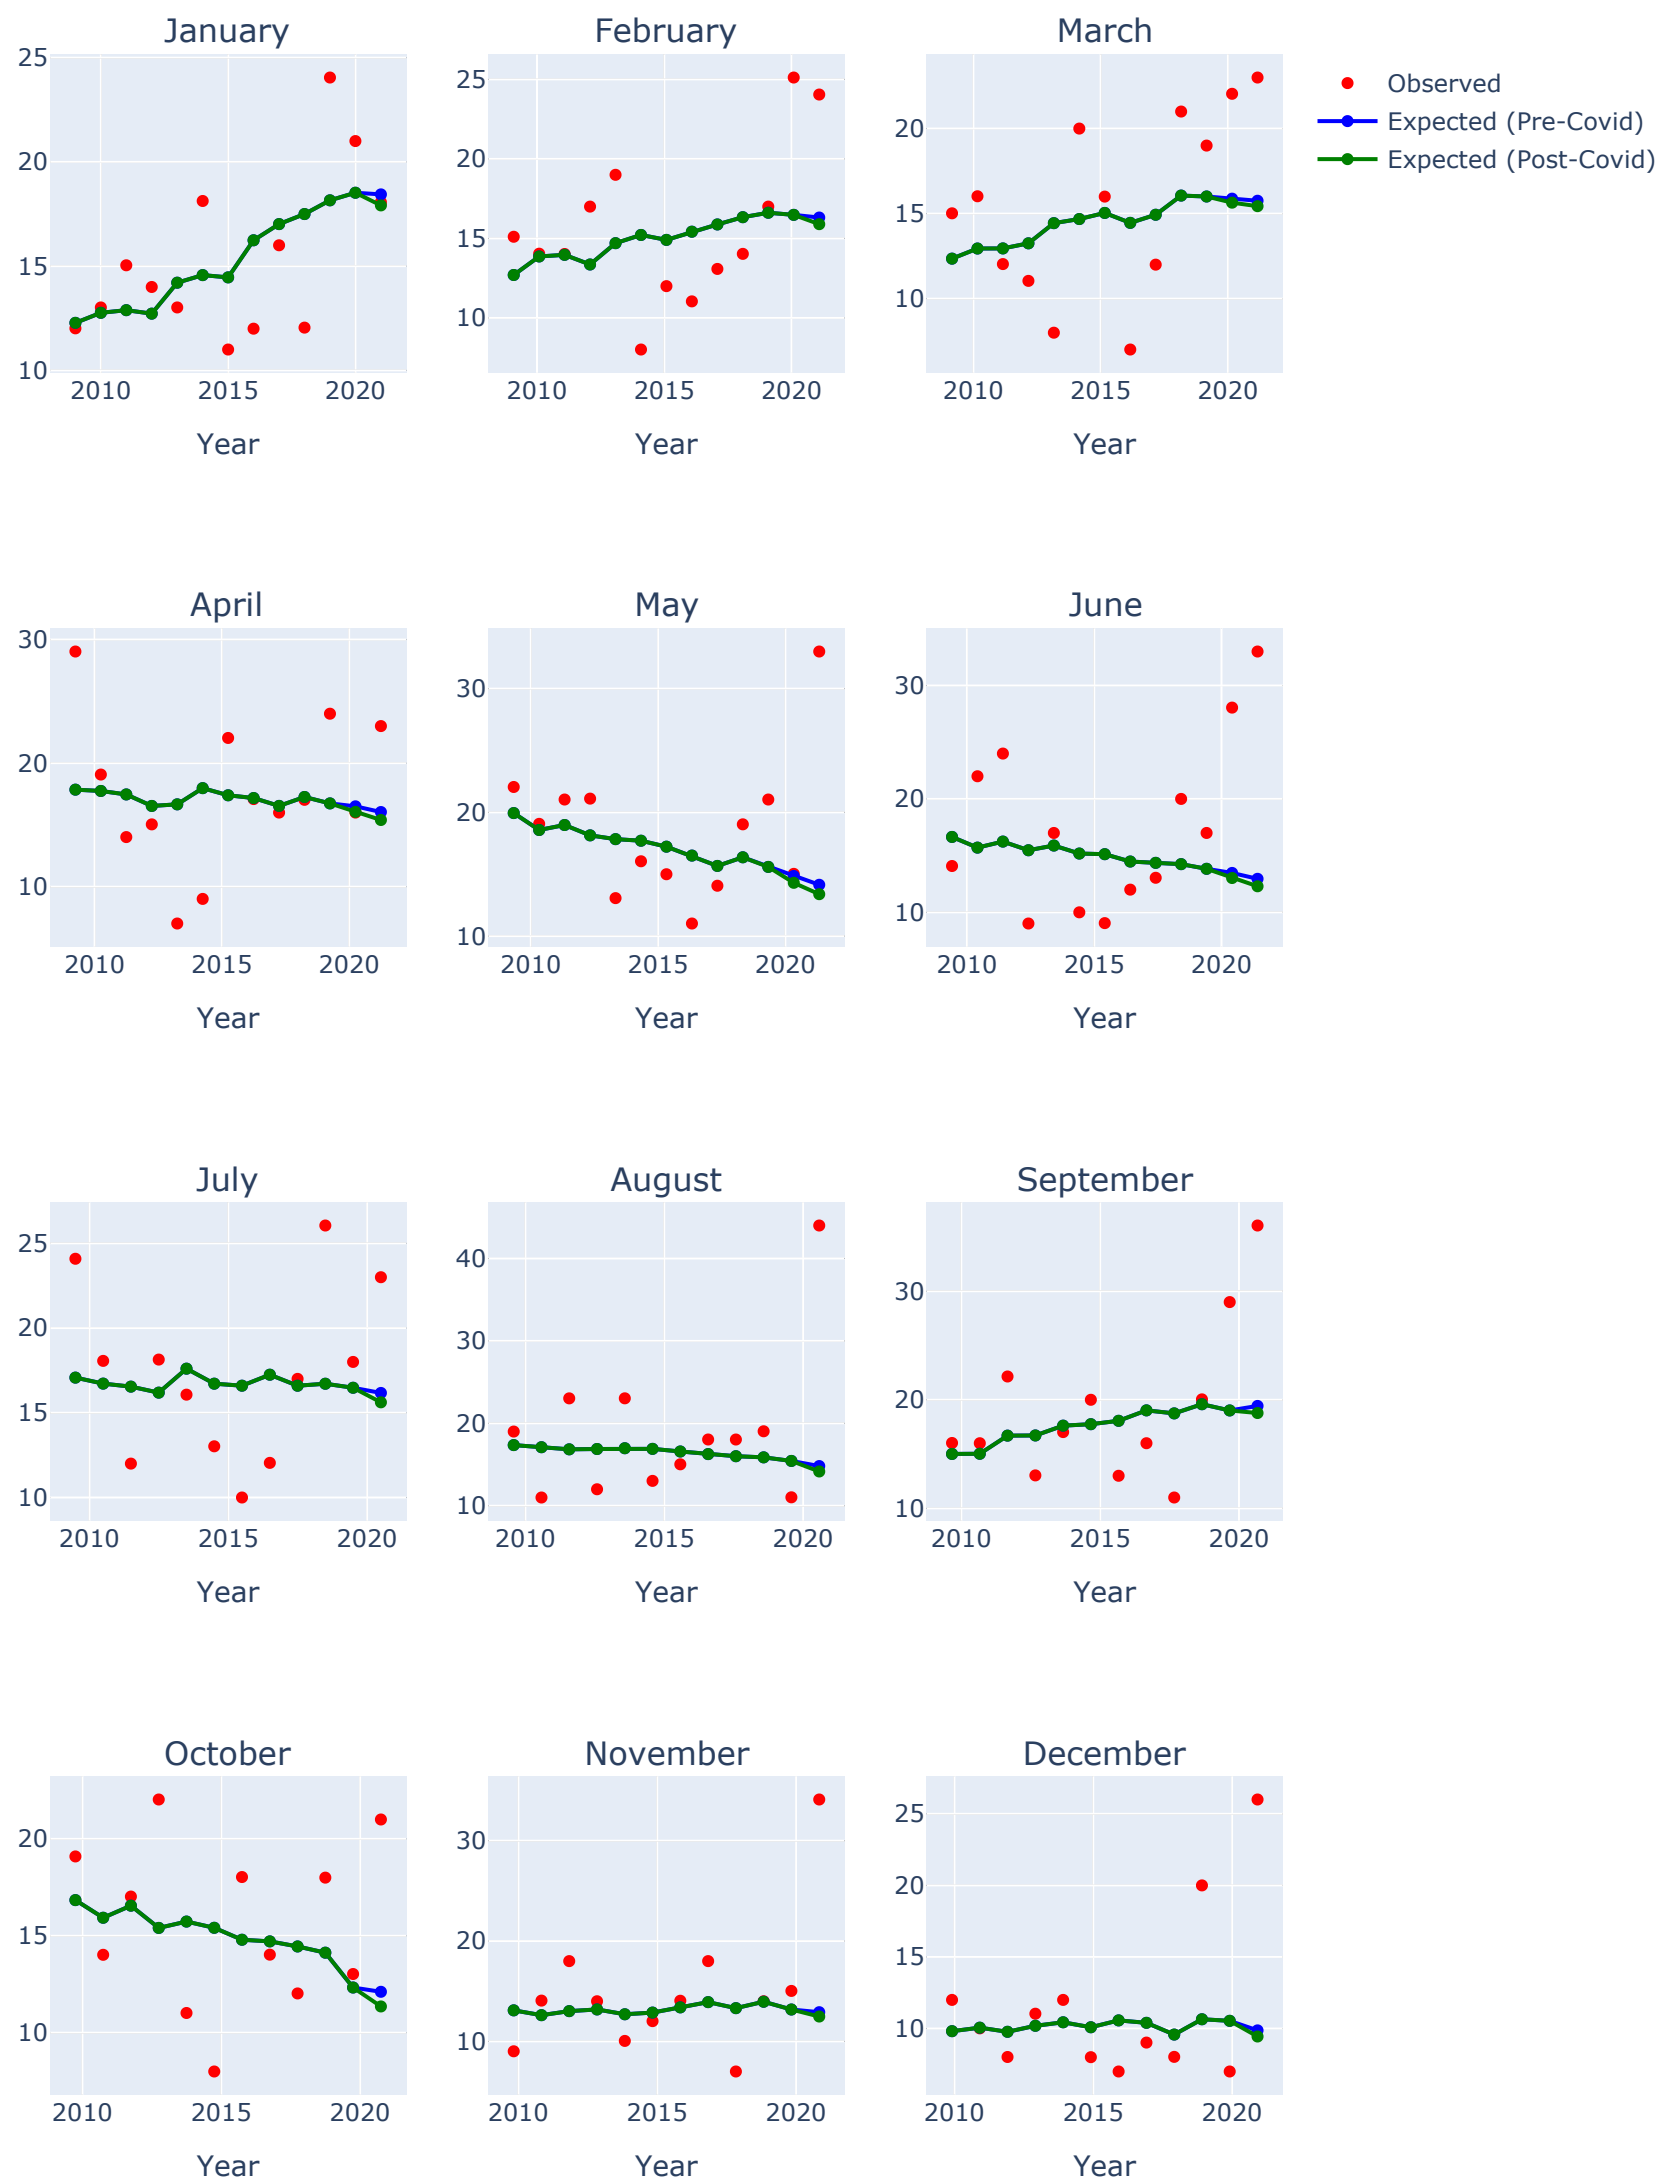 January
February
March
25
20
15
10
2010 2015 2020
Year
25
20
15
10
2010 2015 2020
Year
20
15
10
2010 2015 2020
Year
Observed
Expected (Pre-Covid)
Expected (Post-Covid)
April
May
June
30
20
10
2010 2015 2020
Year
30
20
10
2010 2015 2020
Year
30
20
10
2010 2015 2020
Year
July
August
September
25
20
15
10
2010 2015 2020
Year
40
30
20
10
2010 2015 2020
Year
30
20
10
2010 2015 2020
Year
October
November
December
20
15
10
2010 2015 2020
Year
30
20
10
2010 2015 2020
Year
25
20
15
10
2010 2015 2020
Year